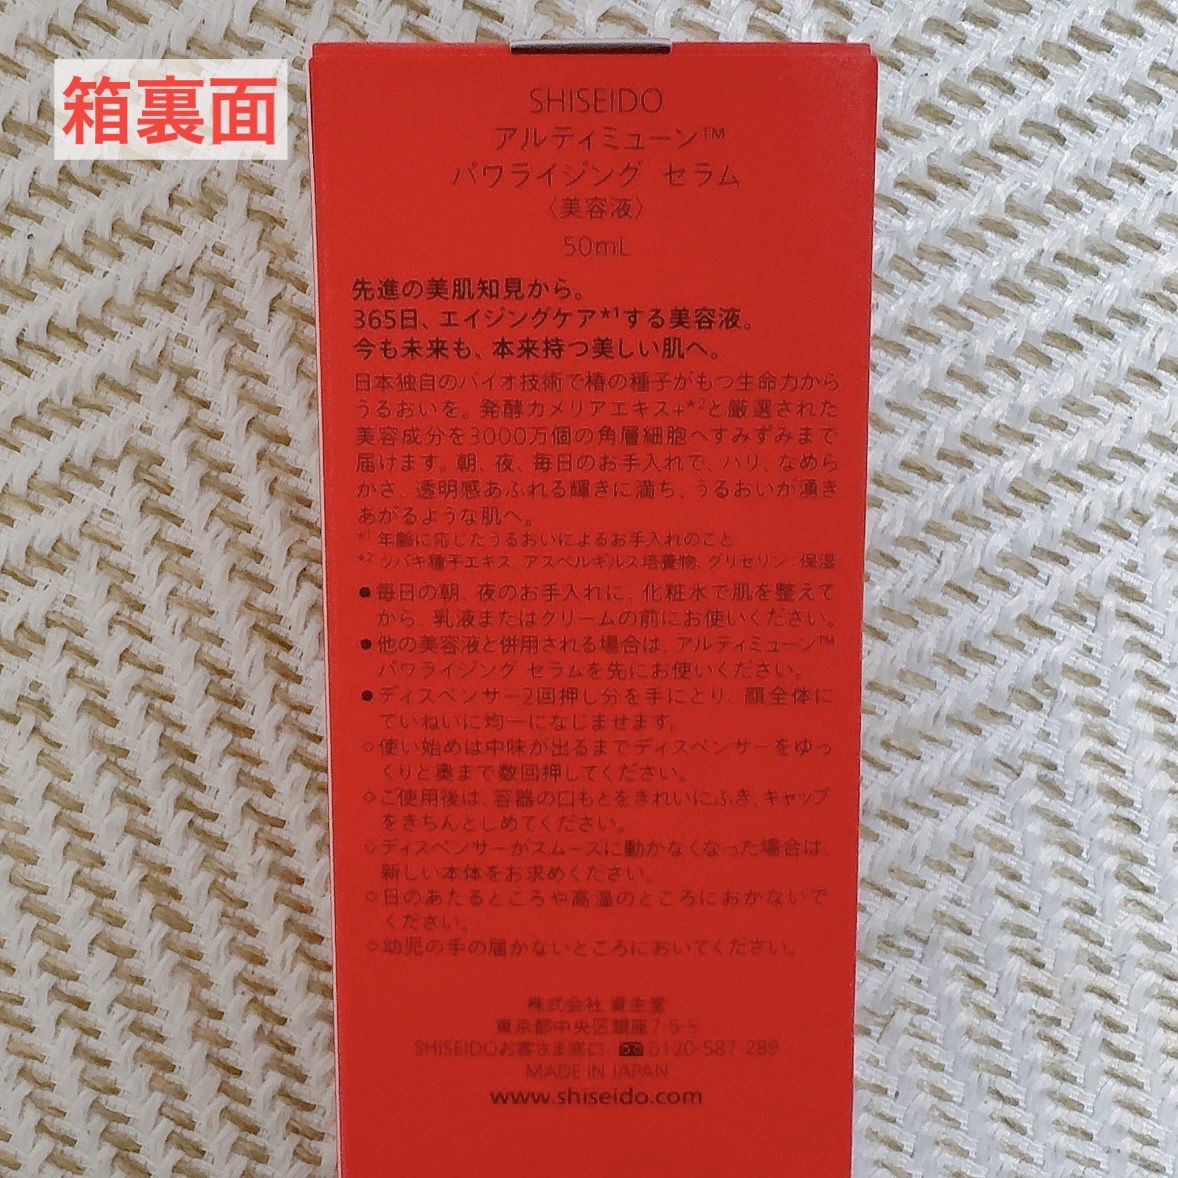 箱裏面
SHISEIDO
アルティミューン™
パワライジング セラム
〈美容液〉
50mL
先進の美肌知見から。
365日、エイジングケア*1する美容液。
今も未来も、本来持つ美しい肌へ。
日本独自のバイオ技術で椿の種子がもつ生命力から
うるおいを。発酵カメリアエキス+*2と厳選された
美容成分を3000万個の角層細胞へすみずみまで
届けます。朝、夜、毎日のお手入れで、ハリ、なめら
かさ、透明感あふれる輝きに満ち、うるおいが湧き
あがるような肌へ。
*1 年齢に応じたうるおいによるお手入れのこと
*2 ツバキ種子エキス、アスペルギルス培養物、グリセリン：保湿
●毎日の朝、夜のお手入れに、化粧水で肌を整えて
から、乳液またはクリームの前にお使いください。
●他の美容液と併用される場合は、アルティミューン™
パワライジング セラムを先にお使いください。
●ディスペンサー2回押し分を手にとり、顔全体に
ていねいに均一になじませます。
◇使い始めは中味が出るまでディスペンサーをゆっ
くりと奥まで数回押してください。
◇ご使用後は、容器の口もとをきれいにふき、キャップ
をきちんとしめてください。
◇ディスペンサーがスムーズに動かなくなった場合は、
新しい本体をお求めください。
◇日のあたるところや高温のところにおかないで
ください。
◇幼児の手の届かないところにおいてください。
株式会社 資生堂
東京都中央区銀座7-5-5
SHISEIDOお客さま窓口 0120-587-289
MADE IN JAPAN
www.shiseido.com